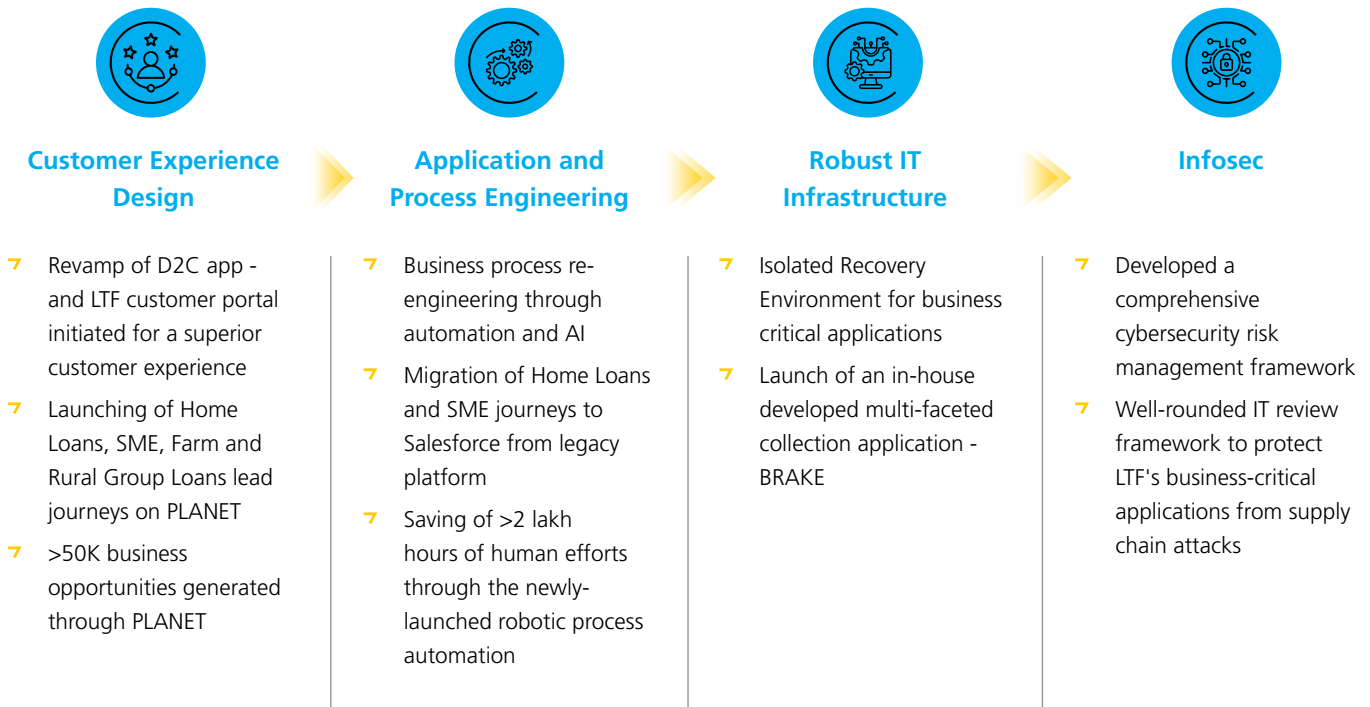 Customer Experience
Design
Revamp of D2C app -
and LTF customer portal
initiated for a superior
customer experience
Launching of Home
Loans, SME, Farm and
Rural Group Loans lead
journeys on PLANET
>50K business
opportunities generated
through PLANET
Application and
Process Engineering
Business process re-
engineering through
automation and AI
Migration of Home Loans
and SME journeys to
Salesforce from legacy
platform
Saving of >2 lakh
hours of human efforts
through the newly-
launched robotic process
automation
Robust IT
Infrastructure
Isolated Recovery
Environment for business
critical applications
Launch of an in-house
developed multi-faceted
collection application -
BRAKE
Infosec
Developed a
comprehensive
cybersecurity risk
management framework
Well-rounded IT review
framework to protect
LTF's business-critical
applications from supply
chain attacks